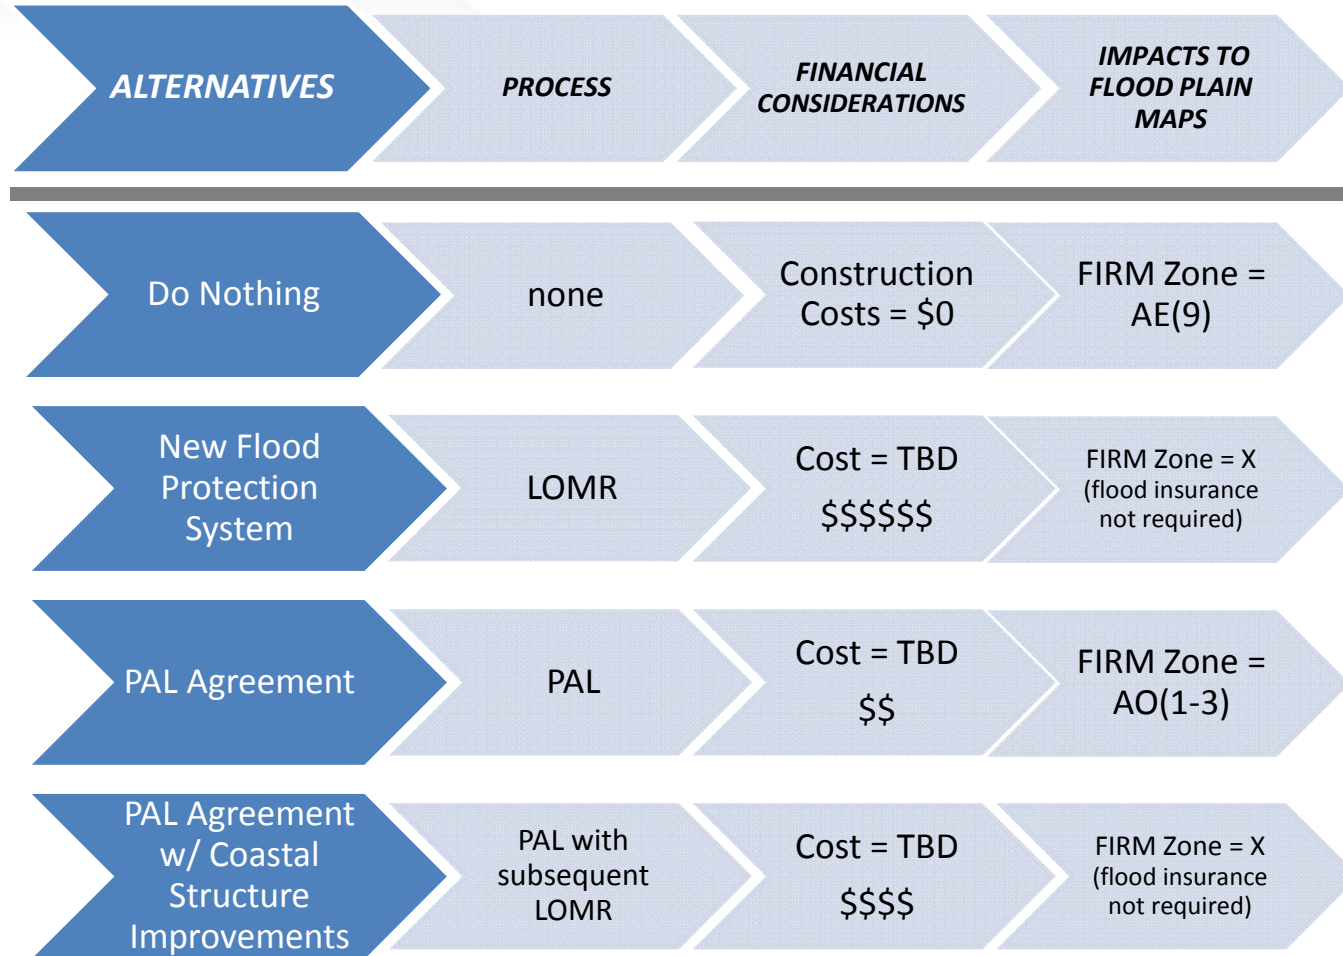 ALTERNATIVES
PROCESS
FINANCIAL
CONSIDERATIONS
IMPACTS TO
FLOOD PLAIN
MAPS
Do Nothing
none
Construction
Costs = $0
FIRM Zone =
AE(9)
New Flood
Protection
System
LOMR
Cost = TBD
$$$$$$
FIRM Zone = X
(flood insurance
not required)
PAL Agreement
PAL
Cost = TBD
$$
FIRM Zone =
AO(1-3)
PAL Agreement
w/ Coastal
Structure
Improvements
PAL with
subsequent
LOMR
Cost = TBD
$$$$
FIRM Zone = X
(flood insurance
not required)